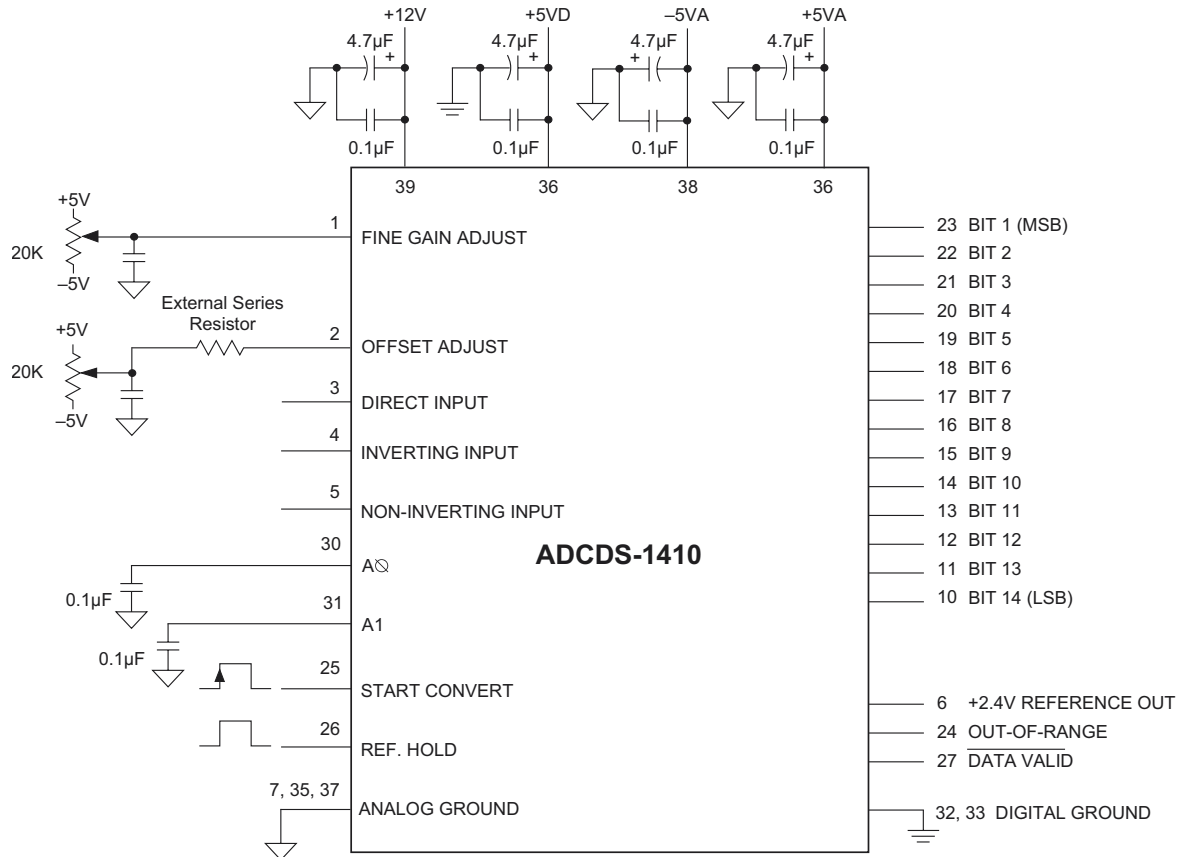 +12V
+5VD
–5VA
+5VA
4.7µF
+
4.7µF
+
4.7µF
+
4.7µF
+
0.1µF
0.1µF
0.1µF
0.1µF
39
36
38
36
+5V
20K
–5V
1
FINE GAIN ADJUST
External Series
Resistor
+5V
20K
–5V
2
OFFSET ADJUST
3
DIRECT INPUT
4
INVERTING INPUT
5
NON-INVERTING INPUT
30
A∅
0.1µF
31
A1
0.1µF
25
START CONVERT
26
REF. HOLD
7, 35, 37
ANALOG GROUND
ADCDS-1410
23 BIT 1 (MSB)
22 BIT 2
21 BIT 3
20 BIT 4
19 BIT 5
18 BIT 6
17 BIT 7
16 BIT 8
15 BIT 9
14 BIT 10
13 BIT 11
12 BIT 12
11 BIT 13
10 BIT 14 (LSB)
6 +2.4V REFERENCE OUT
24 OUT-OF-RANGE
27 DATA VALID
32, 33 DIGITAL GROUND